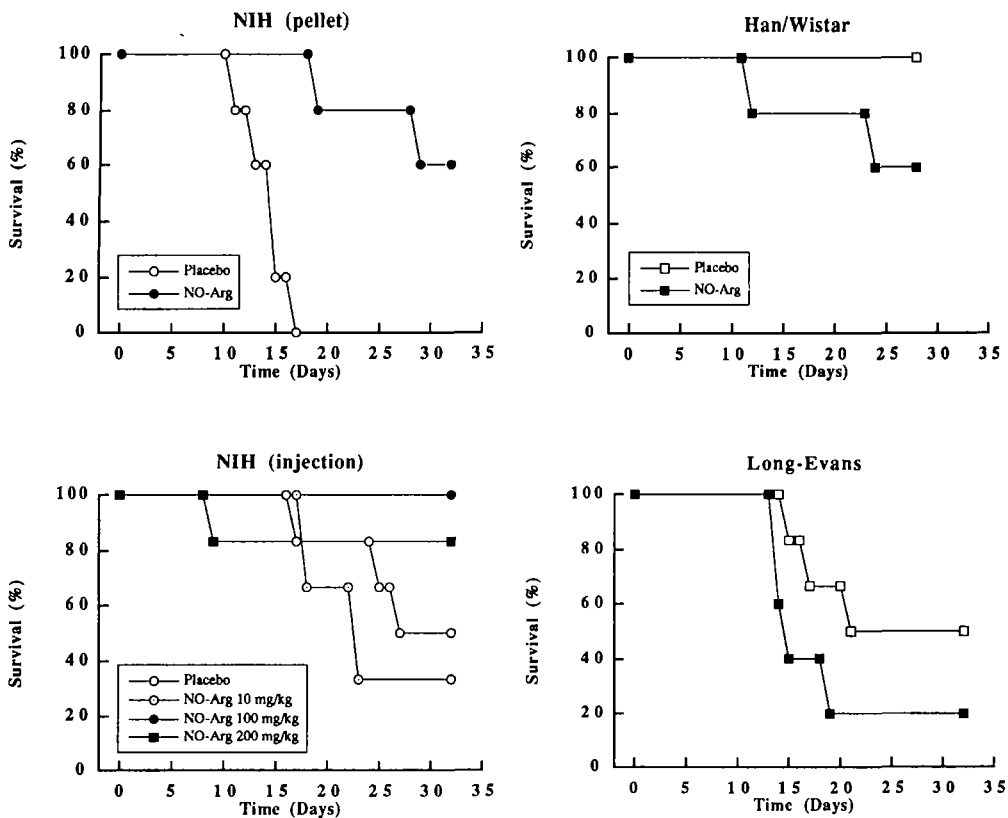 NIH (pellet)
100
80
60
40
20
0
Survival (%)
Placebo
NO-Arg
0 5 10 15 20 25 30 35
Time (Days)
Han/Wistar
100
80
60
40
20
0
Survival (%)
Placebo
NO-Arg
0 5 10 15 20 25 30 35
Time (Days)
NIH (injection)
100
80
60
40
20
0
Survival (%)
Placebo
NO-Arg 10 mg/kg
NO-Arg 100 mg/kg
NO-Arg 200 mg/kg
0 5 10 15 20 25 30 35
Time (Days)
Long-Evans
100
80
60
40
20
0
Survival (%)
0 5 10 15 20 25 30 35
Time (Days)